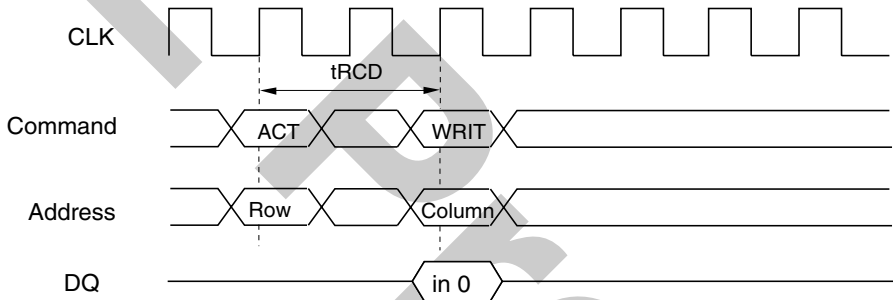 CLK
tRCD
Command ACT WRIT
Address Row Column
DQ in 0